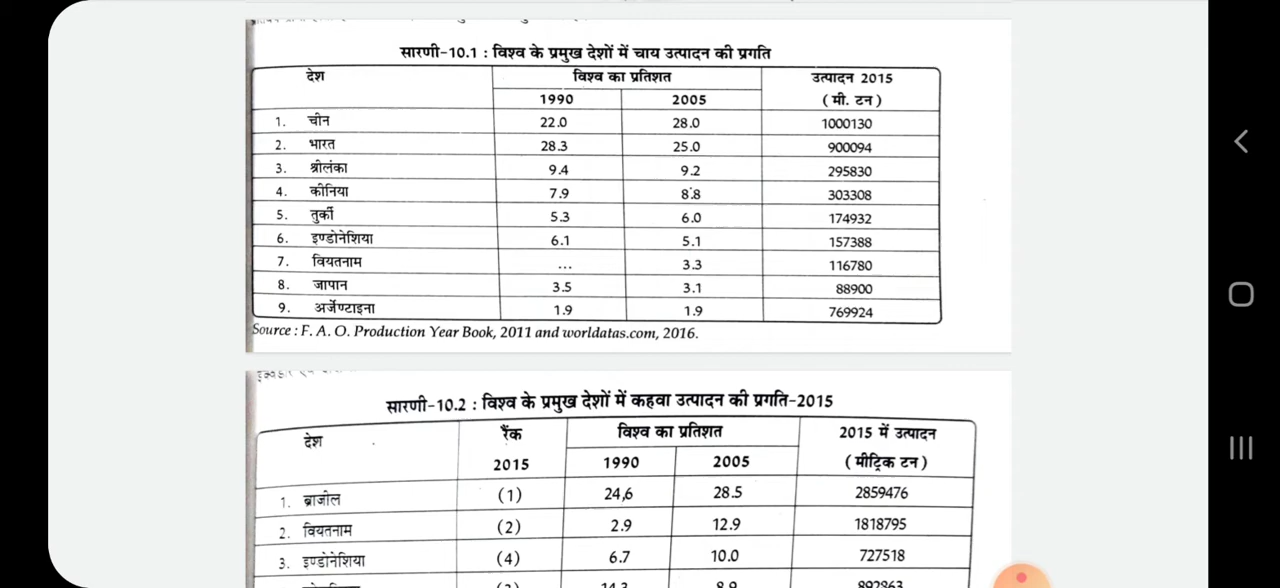 सारणी-10.1 : विश्व के प्रमुख देशों में चाय उत्पादन की प्रगति
देश विश्व का प्रतिशत उत्पादन 2015
1990 2005 (मी. टन)
1. चीन 22.0 28.0 1000130
2. भारत 28.3 25.0 900094
3. श्रीलंका 9.4 9.2 295830
4. कीनिया 7.9 8.8 303308
5. तुर्की 5.3 6.0 174932
6. इण्डोनेशिया 6.1 5.1 157388
7. वियतनाम ... 3.3 116780
8. जापान 3.5 3.1 88900
9. अर्जेण्टाइना 1.9 1.9 769924
Source : F. A. O. Production Year Book, 2011 and worldatas.com, 2016.
सारणी-10.2 : विश्व के प्रमुख देशों में कहवा उत्पादन की प्रगति-2015
देश रैंक विश्व का प्रतिशत 2015 में उत्पादन
2015 1990 2005 (मीट्रिक टन)
1. ब्राजील (1) 24,6 28.5 2859476
2. वियतनाम (2) 2.9 12.9 1818795
3. इण्डोनेशिया (4) 6.7 10.0 727518